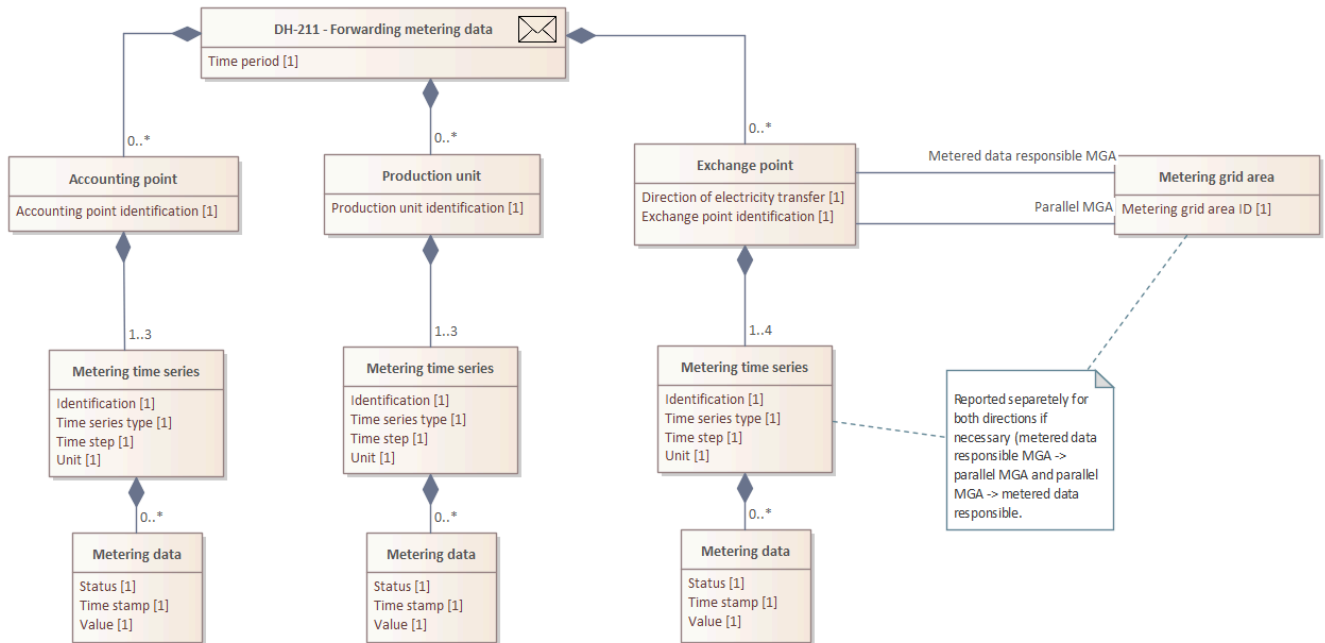 DH-211 - Forwarding metering data
Time period [1]
0..*
0..*
0..*
Accounting point
Accounting point identification [1]
Production unit
Production unit identification [1]
Exchange point
Direction of electricity transfer [1]
Exchange point identification [1]
Metered data responsible MGA
Parallel MGA
Metering grid area
Metering grid area ID [1]
1..3
1..3
1..4
Metering time series
Identification [1]
Time series type [1]
Time step [1]
Unit [1]
Metering time series
Identification [1]
Time series type [1]
Time step [1]
Unit [1]
Metering time series
Identification [1]
Time series type [1]
Time step [1]
Unit [1]
Reported separetely for
both directions if
necessary (metered data
responsible MGA ->
parallel MGA and parallel
MGA -> metered data
responsible.
0..*
0..*
0..*
Metering data
Status [1]
Time stamp [1]
Value [1]
Metering data
Status [1]
Time stamp [1]
Value [1]
Metering data
Status [1]
Time stamp [1]
Value [1]